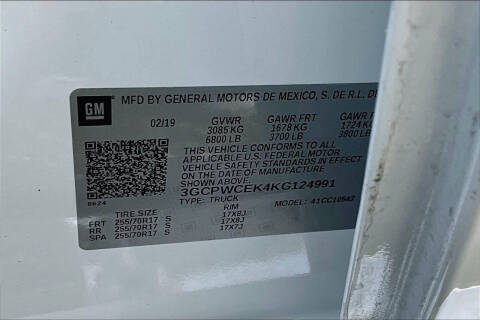 GM MFD BY GENERAL MOTORS DE MEXICO, S. DE R.L. DE
02/19 GVWR GAWR FRT GAWR
3085 KG 1678 KG 1724 KG
6800 LB 3700 LB 3800 LB
THIS VEHICLE CONFORMS TO ALL
APPLICABLE U.S. FEDERAL MOTOR
VEHICLE SAFETY STANDARDS IN
EFFECT ON THE DATE OF
MANUFACTURE SHOWN ABOVE.
3GCPWCEK4KG124991
0624 TYPE: TRUCK MODEL: 41CC10543
TIRE SIZE RIM
FRT 255/70R17 S 17X8J
RR 255/70R17 S 17X8J
SPA 255/70R17 S 17X7J